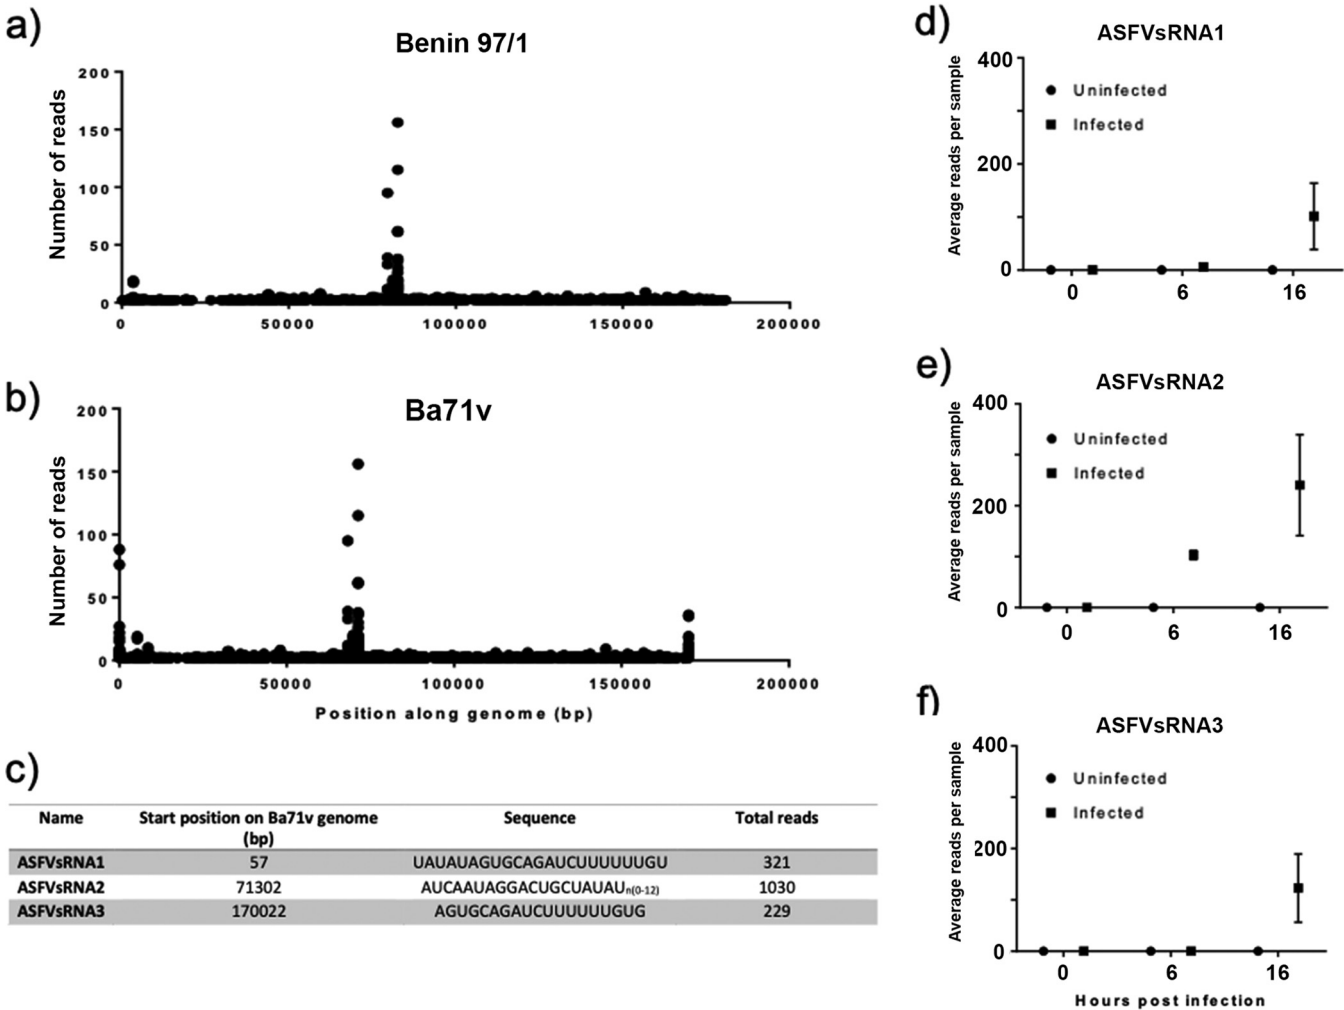 a)
Benin 97/1
Number of reads
200
150
100
50
0
0 50000 100000 150000 200000
b)
Ba71v
Number of reads
200
150
100
50
0
0 50000 100000 150000 200000
Position along genome (bp)
c)
Name Start position on Ba71v genome (bp) Sequence Total reads
ASFVsRNA1 57 UAUAUAGUGCAGAUCUUUUUUGU 321
ASFVsRNA2 71302 AUCAAUAGGACUGCUAUAUn(0-12) 1030
ASFVsRNA3 170022 AGUGCAGAUCUUUUUUGUG 229
d)
ASFVsRNA1
Average reads per sample
400
200
0
Uninfected
Infected
0 6 16
e)
ASFVsRNA2
Average reads per sample
400
200
0
Uninfected
Infected
0 6 16
f)
ASFVsRNA3
Average reads per sample
400
200
0
Uninfected
Infected
0 6 16
Hours post infection